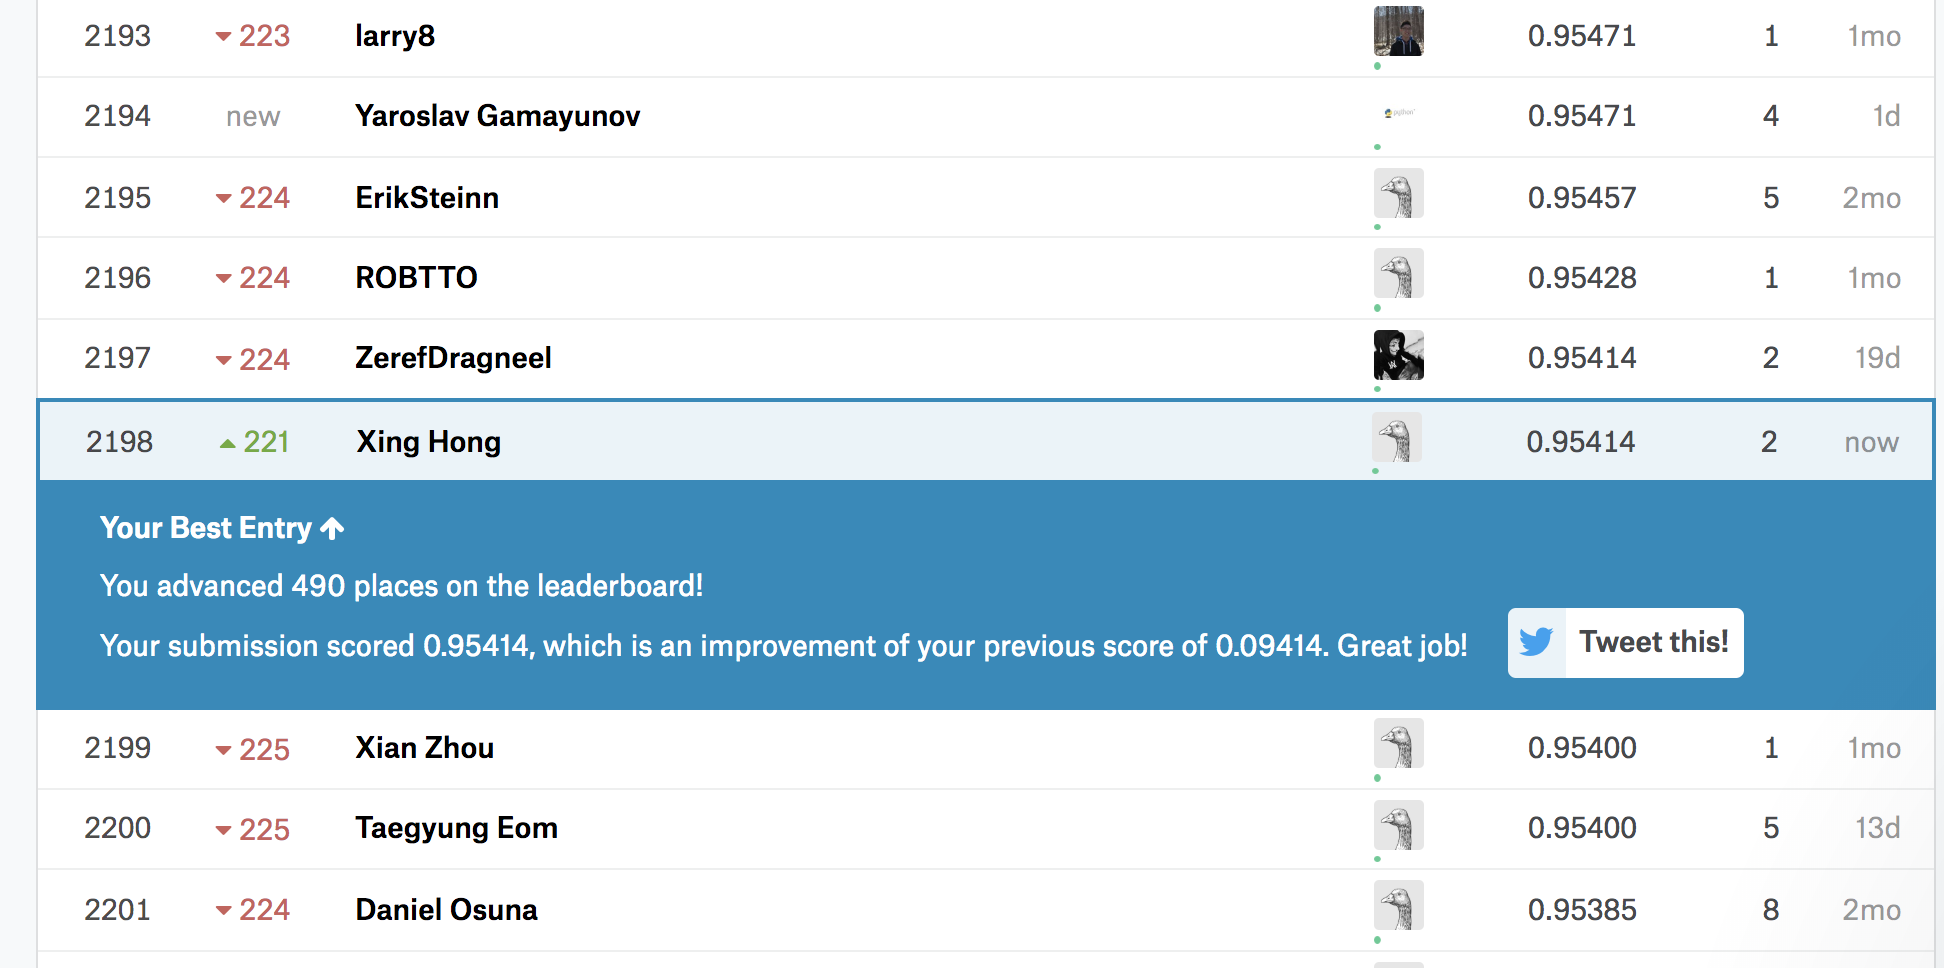 2193 223 larry8 0.95471 1 1mo
2194 new Yaroslav Gamayunov python 0.95471 4 1d
2195 224 ErikSteinn 0.95457 5 2mo
2196 224 ROBTTO 0.95428 1 1mo
2197 224 ZerefDragneel 0.95414 2 19d
2198 221 Xing Hong 0.95414 2 now
Your Best Entry
You advanced 490 places on the leaderboard!
Your submission scored 0.95414, which is an improvement of your previous score of 0.09414. Great job!
Tweet this!
2199 225 Xian Zhou 0.95400 1 1mo
2200 225 Taegyung Eom 0.95400 5 13d
2201 224 Daniel Osuna 0.95385 8 2mo